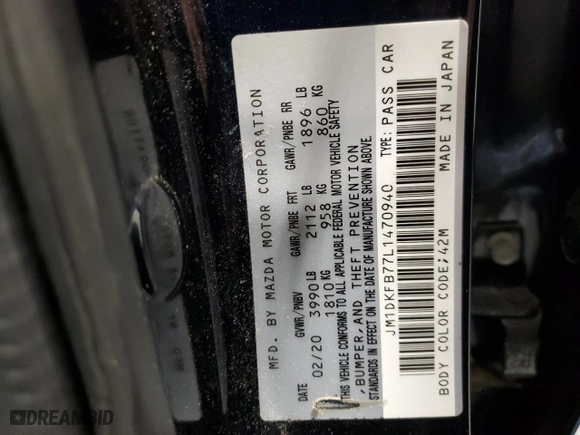 MFD. BY MAZDA MOTOR CORPORATION
DATE GVWR/PNBV GAWR/PNBE FRT GAWR/PNBE RR
02/20 3990 LB 2112 LB 1896 LB
1810 KG 958 KG 860 KG
THIS VEHICLE CONFORMS TO ALL APPLICABLE FEDERAL MOTOR VEHICLE SAFETY
,BUMPER,AND THEFT PREVENTION
STANDARDS IN EFFECT ON THE DATE OF MANUFACTURE SHOWN ABOVE.
JM1DKFB77L1470940 TYPE: PASS CAR
BODY COLOR CODE;42M MADE IN JAPAN
DREAMBID